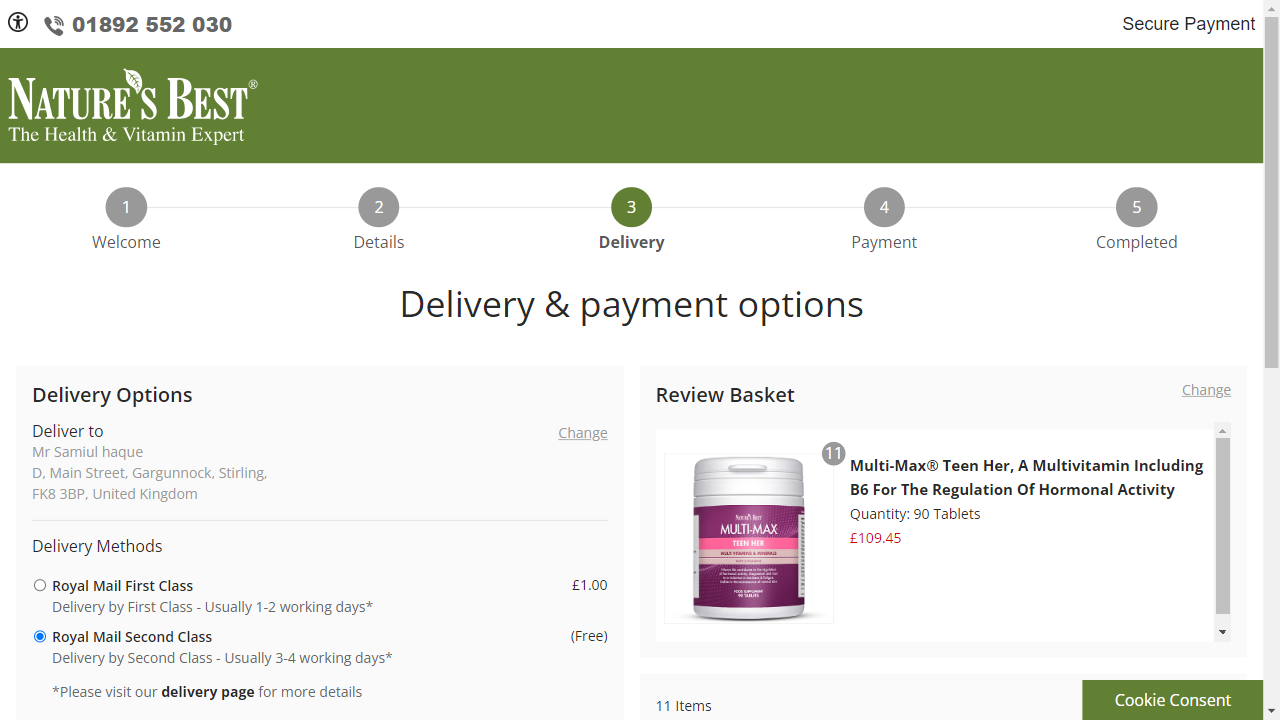 01892 552 030
Secure Payment
NATURE'S BEST®
The Health & Vitamin Expert
1
2
3
4
5
Welcome
Details
Delivery
Payment
Completed
Delivery & payment options
Delivery Options
Deliver to
Change
Mr Samiul haque
D, Main Street, Gargunnock, Stirling,
FK8 3BP, United Kingdom
Delivery Methods
Royal Mail First Class
£1.00
Delivery by First Class - Usually 1-2 working days*
Royal Mail Second Class
(Free)
Delivery by Second Class - Usually 3-4 working days*
*Please visit our delivery page for more details
Review Basket
Change
11
NATURE'S BEST
MULTI-MAX
TEEN HER
MULTI VITAMINS & MINERALS
FOOD SUPPLEMENT
90 TABLETS
Multi-Max® Teen Her, A Multivitamin Including
B6 For The Regulation Of Hormonal Activity
Quantity: 90 Tablets
£109.45
11 Items
Cookie Consent